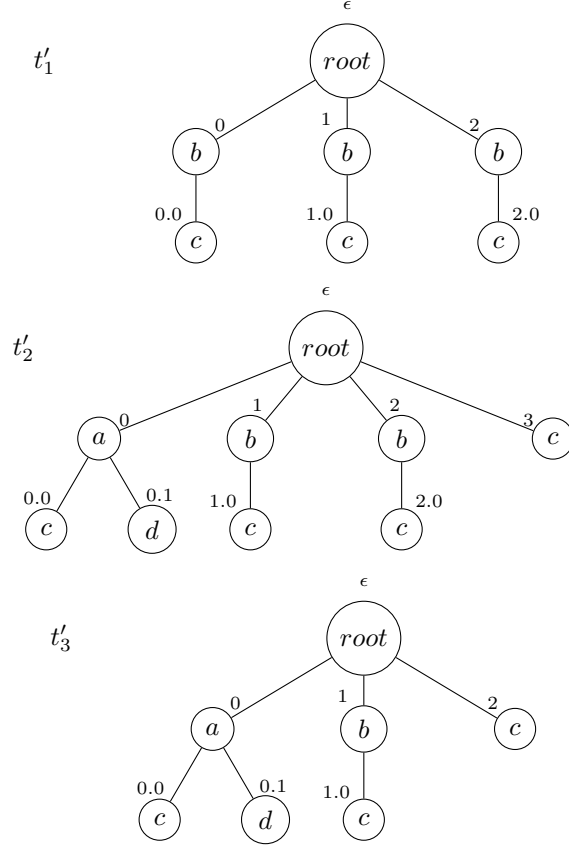 ϵ
t′₁
root
0 1 2
b b b
0.0 1.0 2.0
c c c
ϵ
t′₂
root
0 1 2 3
a b b c
0.0 0.1 1.0 2.0
c d c c
ϵ
t′₃
root
0 1 2
a b c
0.0 0.1 1.0
c d c